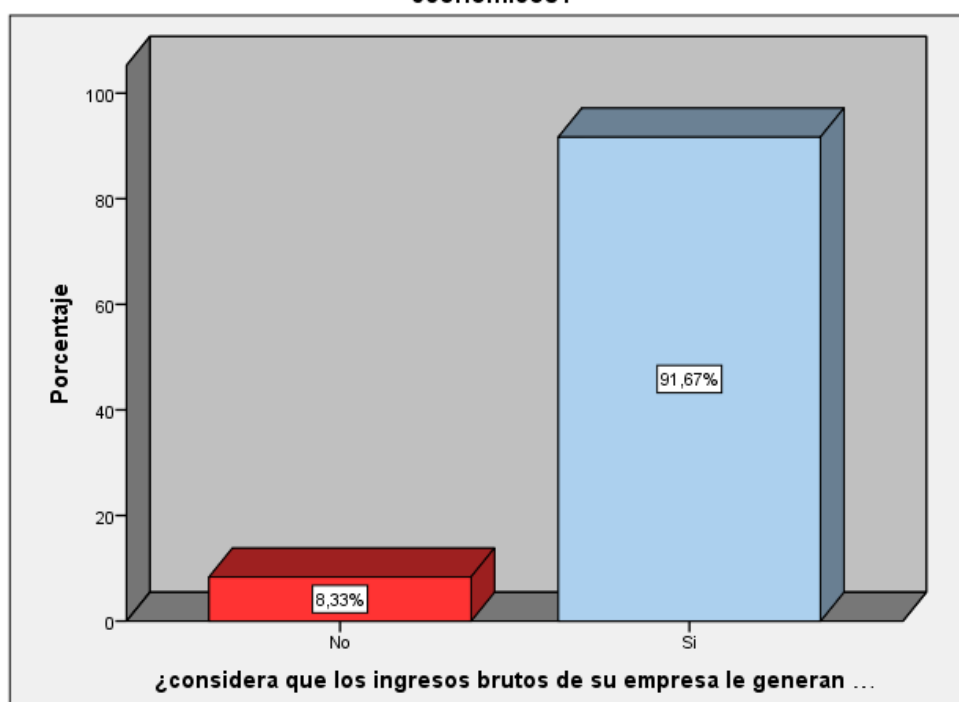 económicos?
100
80
60
40
20
0
Porcentaje
8,33%
91,67%
No
Si
¿considera que los ingresos brutos de su empresa le generan ...